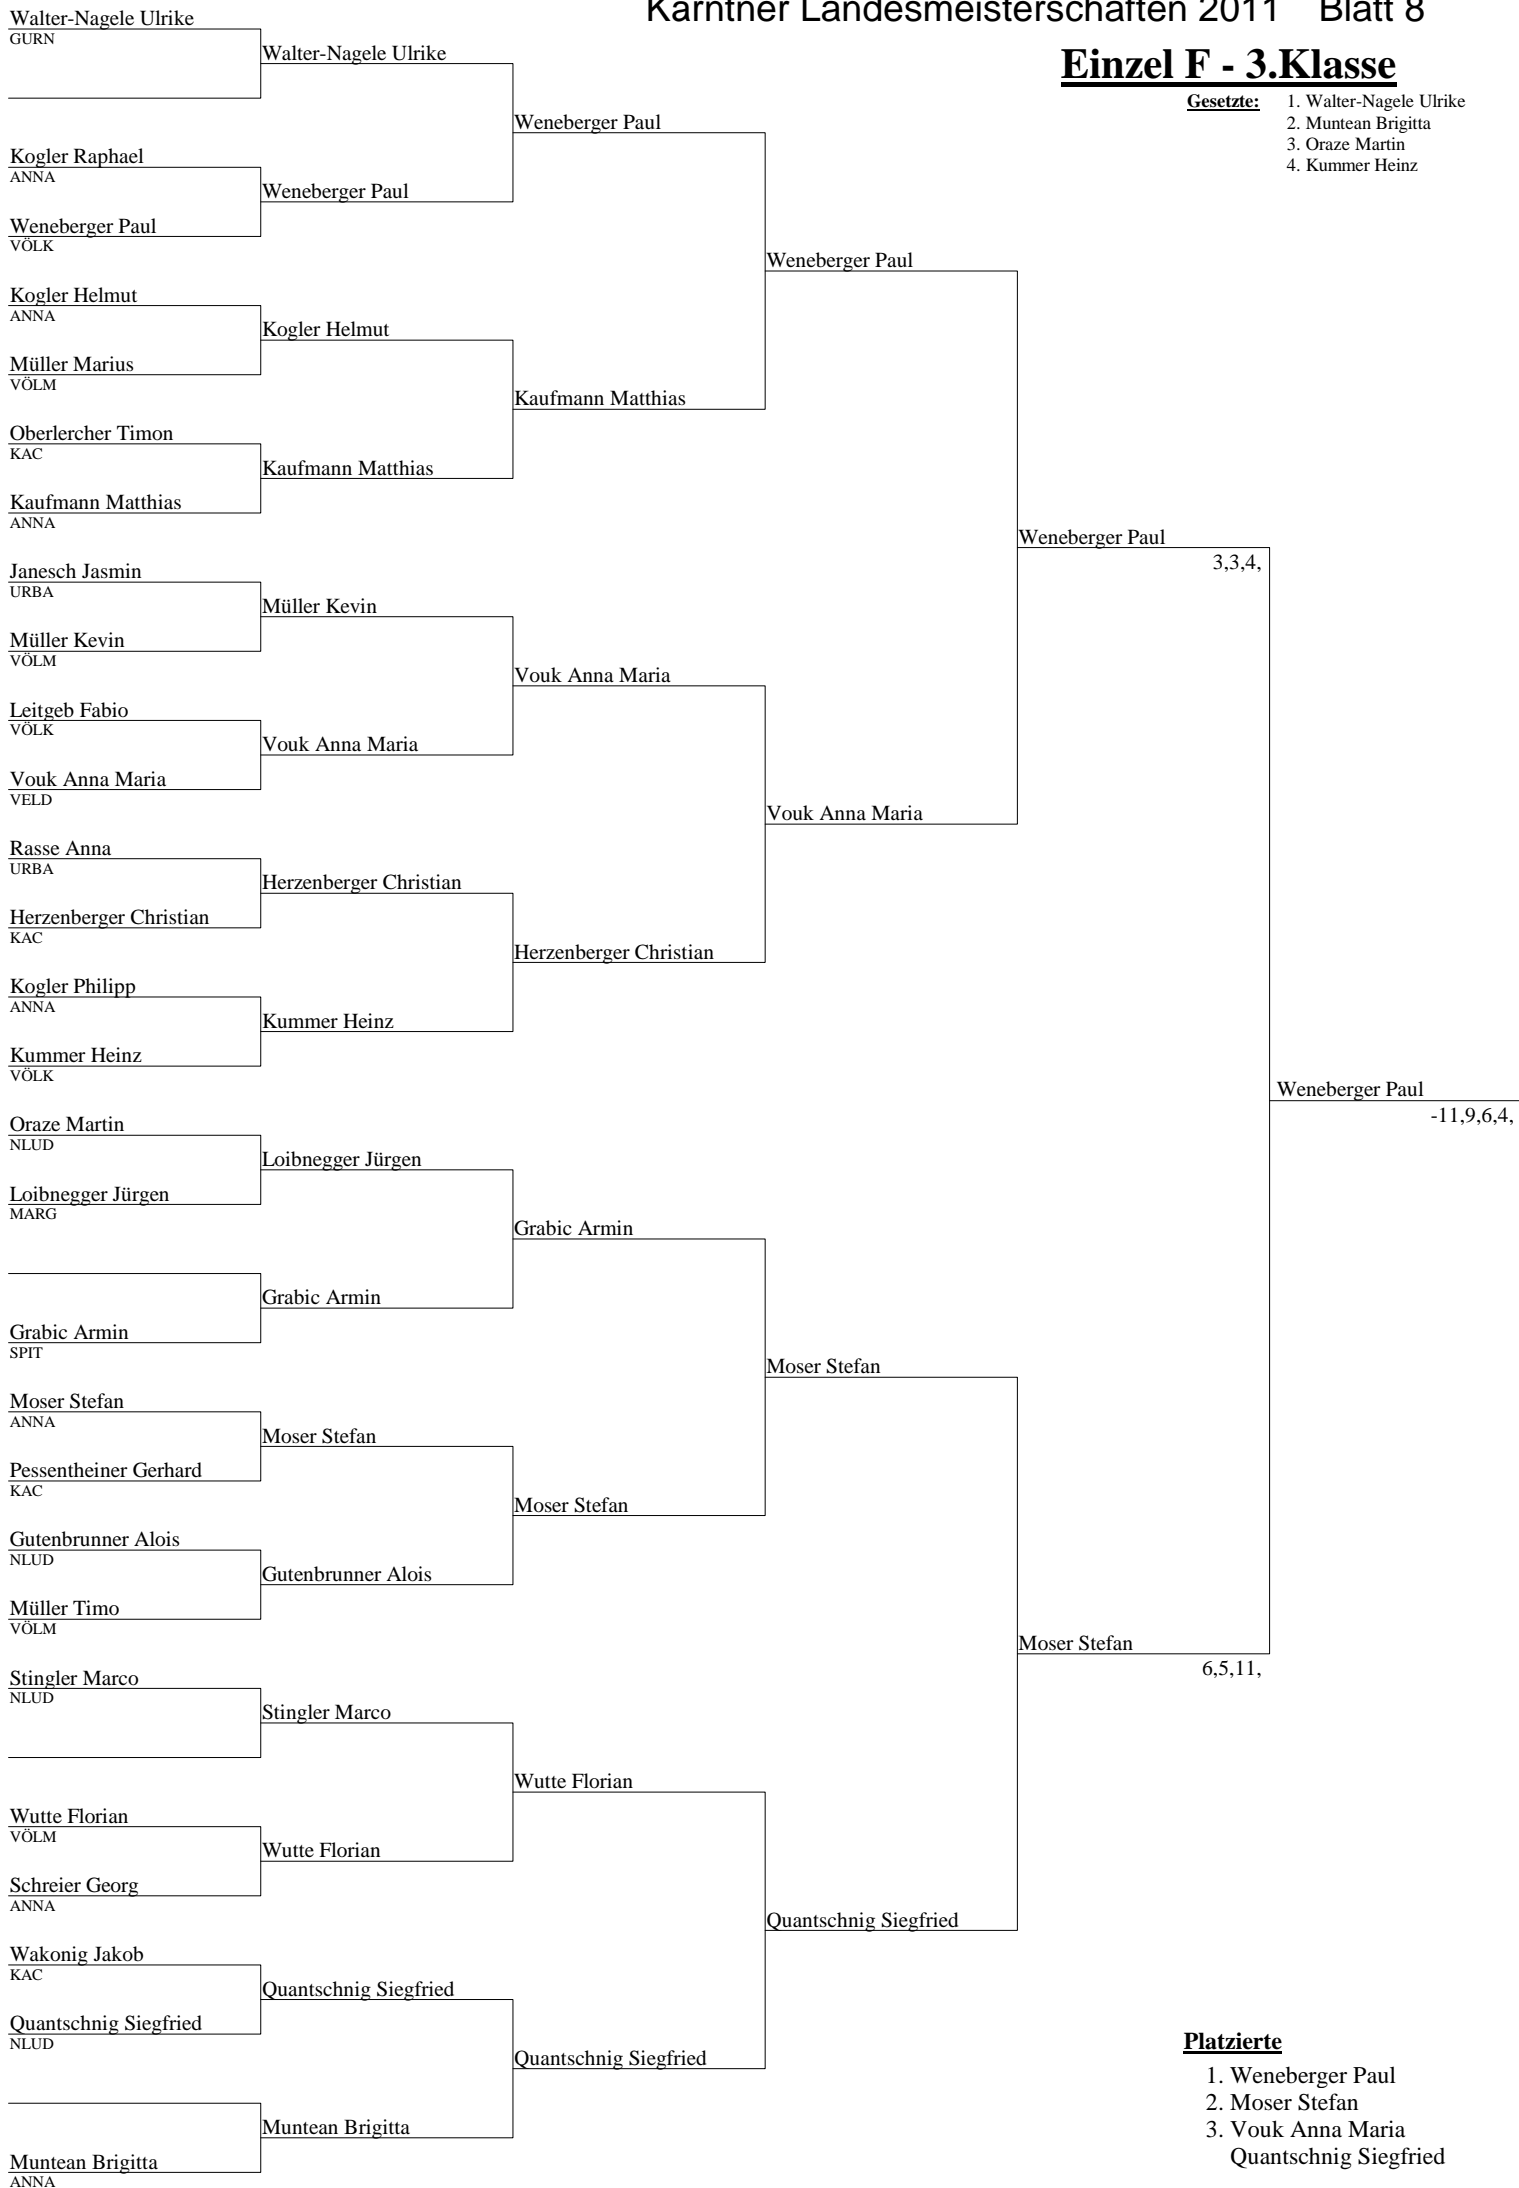 Kärntner Landesmeisterschaften 2011 Blatt 8
Einzel F - 3.Klasse
Gesetzte:
1. Walter-Nagele Ulrike
2. Muntean Brigitta
3. Oraze Martin
4. Kummer Heinz
Walter-Nagele Ulrike
GURN
Kogler Raphael
ANNA
Weneberger Paul
VÖLK
Kogler Helmut
ANNA
Müller Marius
VÖLM
Oberlercher Timon
KAC
Kaufmann Matthias
ANNA
Janesch Jasmin
URBA
Müller Kevin
VÖLM
Leitgeb Fabio
VÖLK
Vouk Anna Maria
VELD
Rasse Anna
URBA
Herzenberger Christian
KAC
Kogler Philipp
ANNA
Kummer Heinz
VÖLK
Oraze Martin
NLUD
Loibnegger Jürgen
MARG
Grabic Armin
SPIT
Moser Stefan
ANNA
Pessentheiner Gerhard
KAC
Gutenbrunner Alois
NLUD
Müller Timo
VÖLM
Stingler Marco
NLUD
Wutte Florian
VÖLM
Schreier Georg
ANNA
Wakonig Jakob
KAC
Quantschnig Siegfried
NLUD
Muntean Brigitta
ANNA
Walter-Nagele Ulrike
Weneberger Paul
Kogler Helmut
Kaufmann Matthias
Müller Kevin
Vouk Anna Maria
Herzenberger Christian
Kummer Heinz
Loibnegger Jürgen
Grabic Armin
Moser Stefan
Gutenbrunner Alois
Stingler Marco
Wutte Florian
Quantschnig Siegfried
Muntean Brigitta
Weneberger Paul
Kaufmann Matthias
Vouk Anna Maria
Herzenberger Christian
Grabic Armin
Moser Stefan
Wutte Florian
Quantschnig Siegfried
Weneberger Paul
Vouk Anna Maria
Moser Stefan
Quantschnig Siegfried
Weneberger Paul
3,3,4,
Moser Stefan
6,5,11,
Weneberger Paul
-11,9,6,4,
Platzierte
1. Weneberger Paul
2. Moser Stefan
3. Vouk Anna Maria
Quantschnig Siegfried